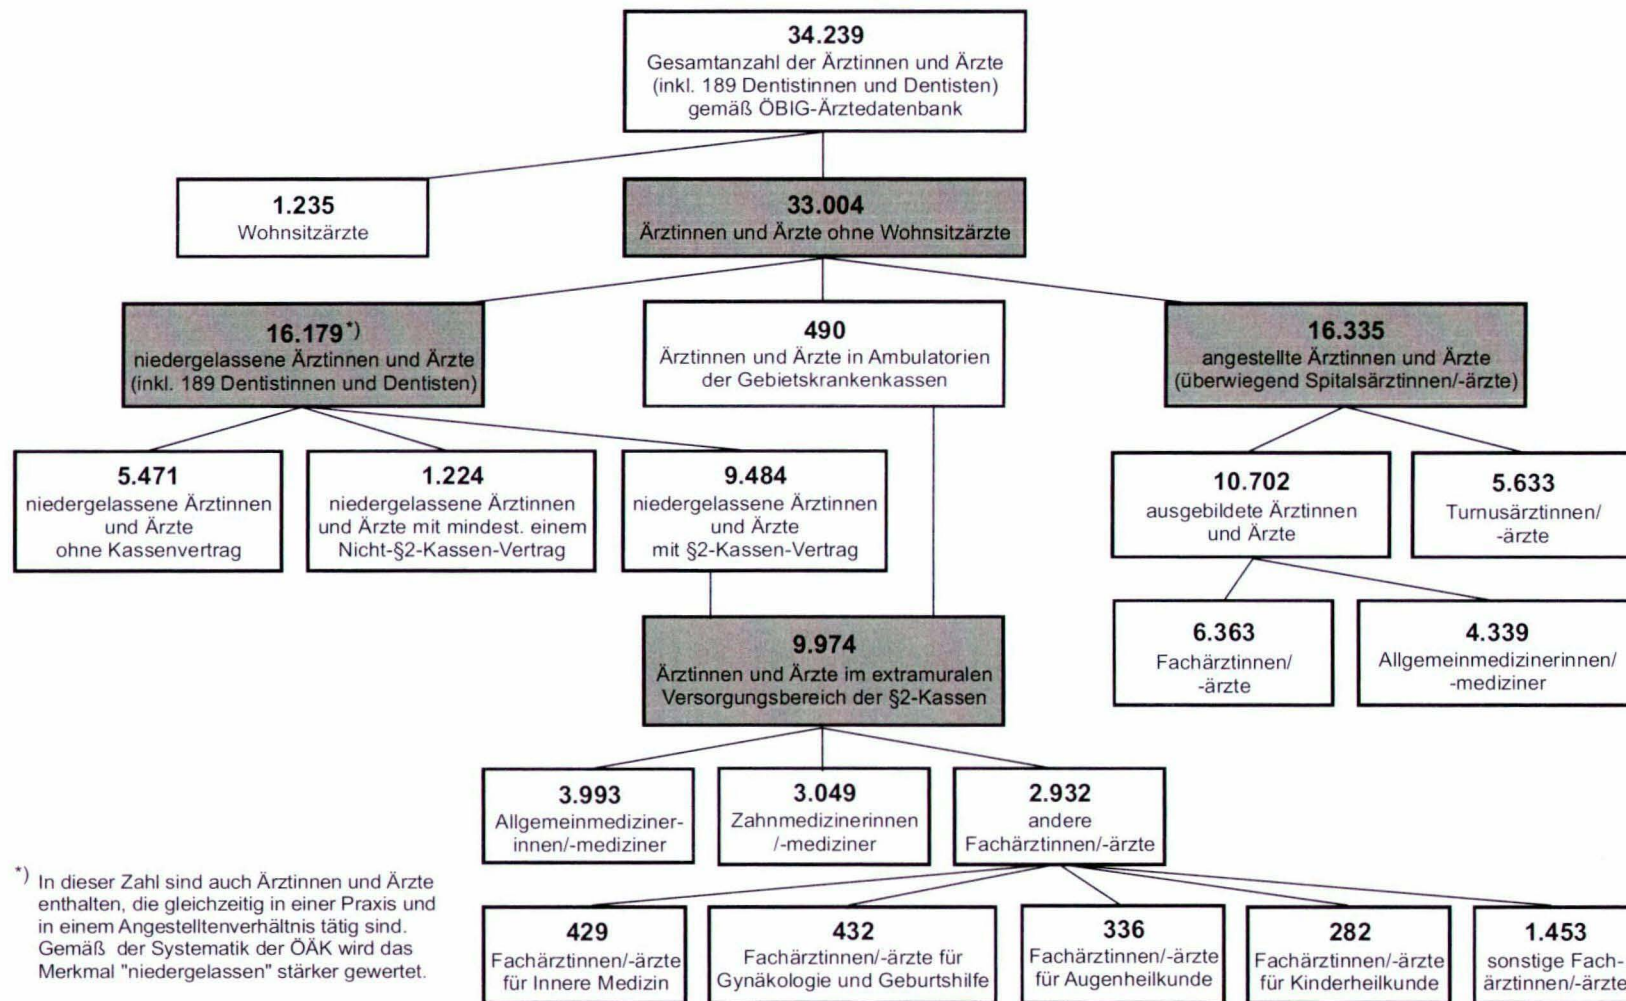 34.239
Gesamtanzahl der Ärztinnen und Ärzte
(inkl. 189 Dentistinnen und Dentisten)
gemäß ÖBIG-Ärztedatenbank
1.235
Wohnsitzärzte
33.004
Ärztinnen und Ärzte ohne Wohnsitzärzte
16.179*)
niedergelassene Ärztinnen und Ärzte
(inkl. 189 Dentistinnen und Dentisten)
490
Ärztinnen und Ärzte in Ambulatorien
der Gebietskrankenkassen
16.335
angestellte Ärztinnen und Ärzte
(überwiegend Spitalsärztinnen/-ärzte)
5.471
niedergelassene Ärztinnen
und Ärzte
ohne Kassenvertrag
1.224
niedergelassene Ärztinnen
und Ärzte mit mindest. einem
Nicht-§2-Kassen-Vertrag
9.484
niedergelassene Ärztinnen
und Ärzte
mit §2-Kassen-Vertrag
10.702
ausgebildete Ärztinnen
und Ärzte
5.633
Turnusärztinnen/
-ärzte
6.363
Fachärztinnen/
-ärzte
4.339
Allgemeinmedizinerinnen/
-mediziner
9.974
Ärztinnen und Ärzte im extramuralen
Versorgungsbereich der §2-Kassen
3.993
Allgemeinmediziner-
innen/-mediziner
3.049
Zahnmedizinerinnen
/-mediziner
2.932
andere
Fachärztinnen/-ärzte
429
Fachärztinnen/-ärzte
für Innere Medizin
432
Fachärztinnen/-ärzte für
Gynäkologie und Geburtshilfe
336
Fachärztinnen/-ärzte
für Augenheilkunde
282
Fachärztinnen/-ärzte
für Kinderheilkunde
1.453
sonstige Fach-
ärztinnen/-ärzte
*) In dieser Zahl sind auch Ärztinnen und Ärzte
enthalten, die gleichzeitig in einer Praxis und
in einem Angestelltenverhältnis tätig sind.
Gemäß der Systematik der ÖÄK wird das
Merkmal "niedergelassen" stärker gewertet.